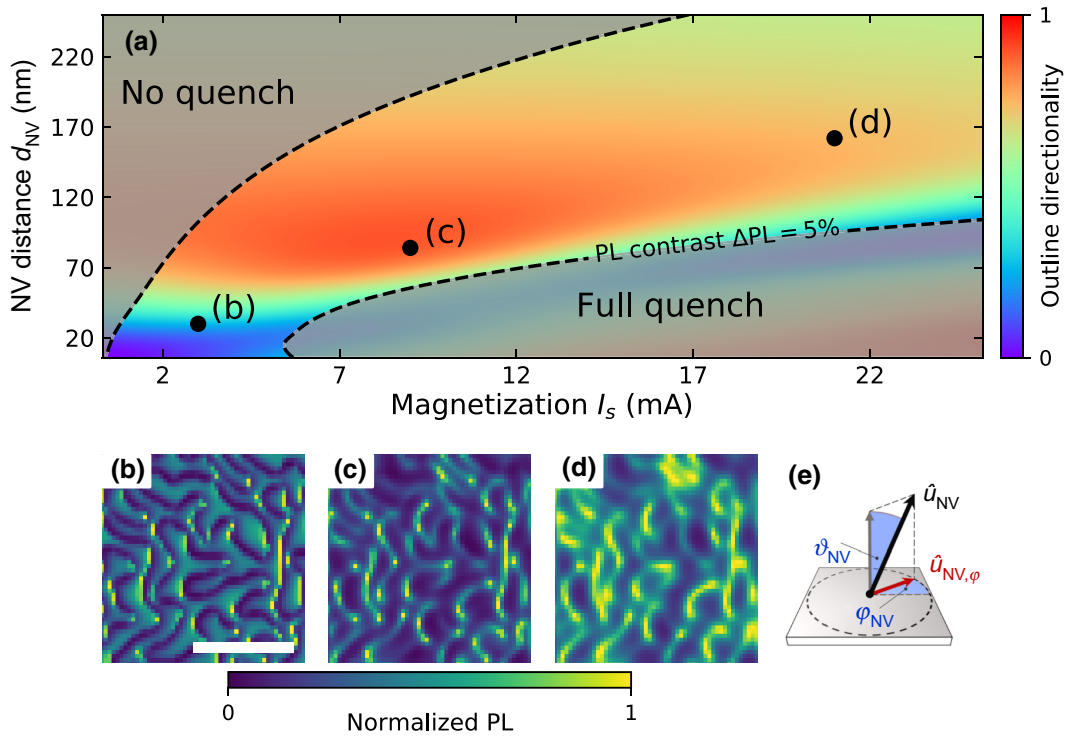 (a)
No quench
(b)
(c)
(d)
PL contrast ΔPL = 5%
Full quench
NV distance d_NV (nm)
220
170
120
70
20
2
7
12
17
22
Magnetization I_s (mA)
1
0
Outline directionality
(b)
(c)
(d)
(e)
û_NV
ϑ_NV
û_NV,φ
φ_NV
0
1
Normalized PL